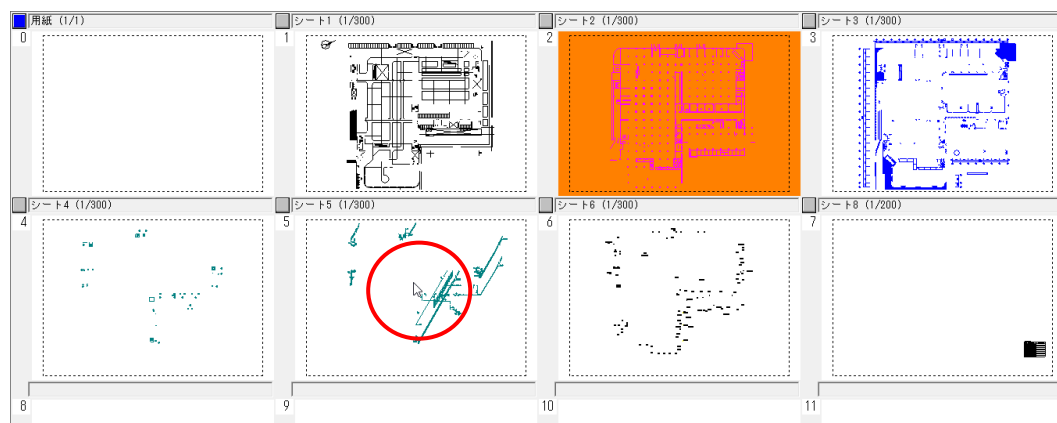 用紙 (1/1)
シート1 (1/300)
シート2 (1/300)
シート3 (1/300)
0
1
2
3
シート4 (1/300)
シート5 (1/300)
シート6 (1/300)
シート8 (1/200)
4
5
6
7
8
9
10
11